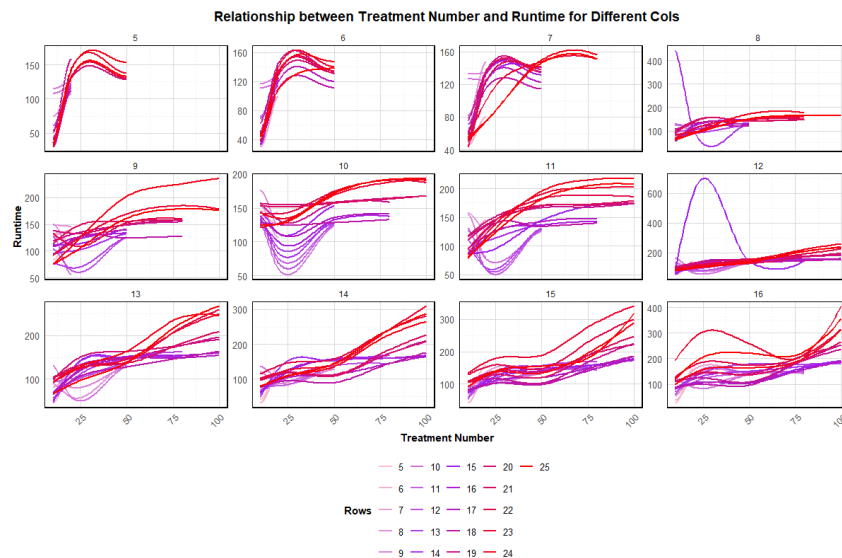 Relationship between Treatment Number and Runtime for Different Cols
5 6 7 8
150 100 50
160 120 80 40
160 120 80 40
400 300 200 100
9 10 11 12
200 150 100 50
200 150 100 50
200 150 100 50
600 400 200
13 14 15 16
200 100
300 200 100
300 200 100
400 300 200 100
25 50 75 100 25 50 75 100 25 50 75 100 25 50 75 100
Runtime
Treatment Number
Rows
5 10 15 20 25
6 11 16 21
7 12 17 22
8 13 18 23
9 14 19 24